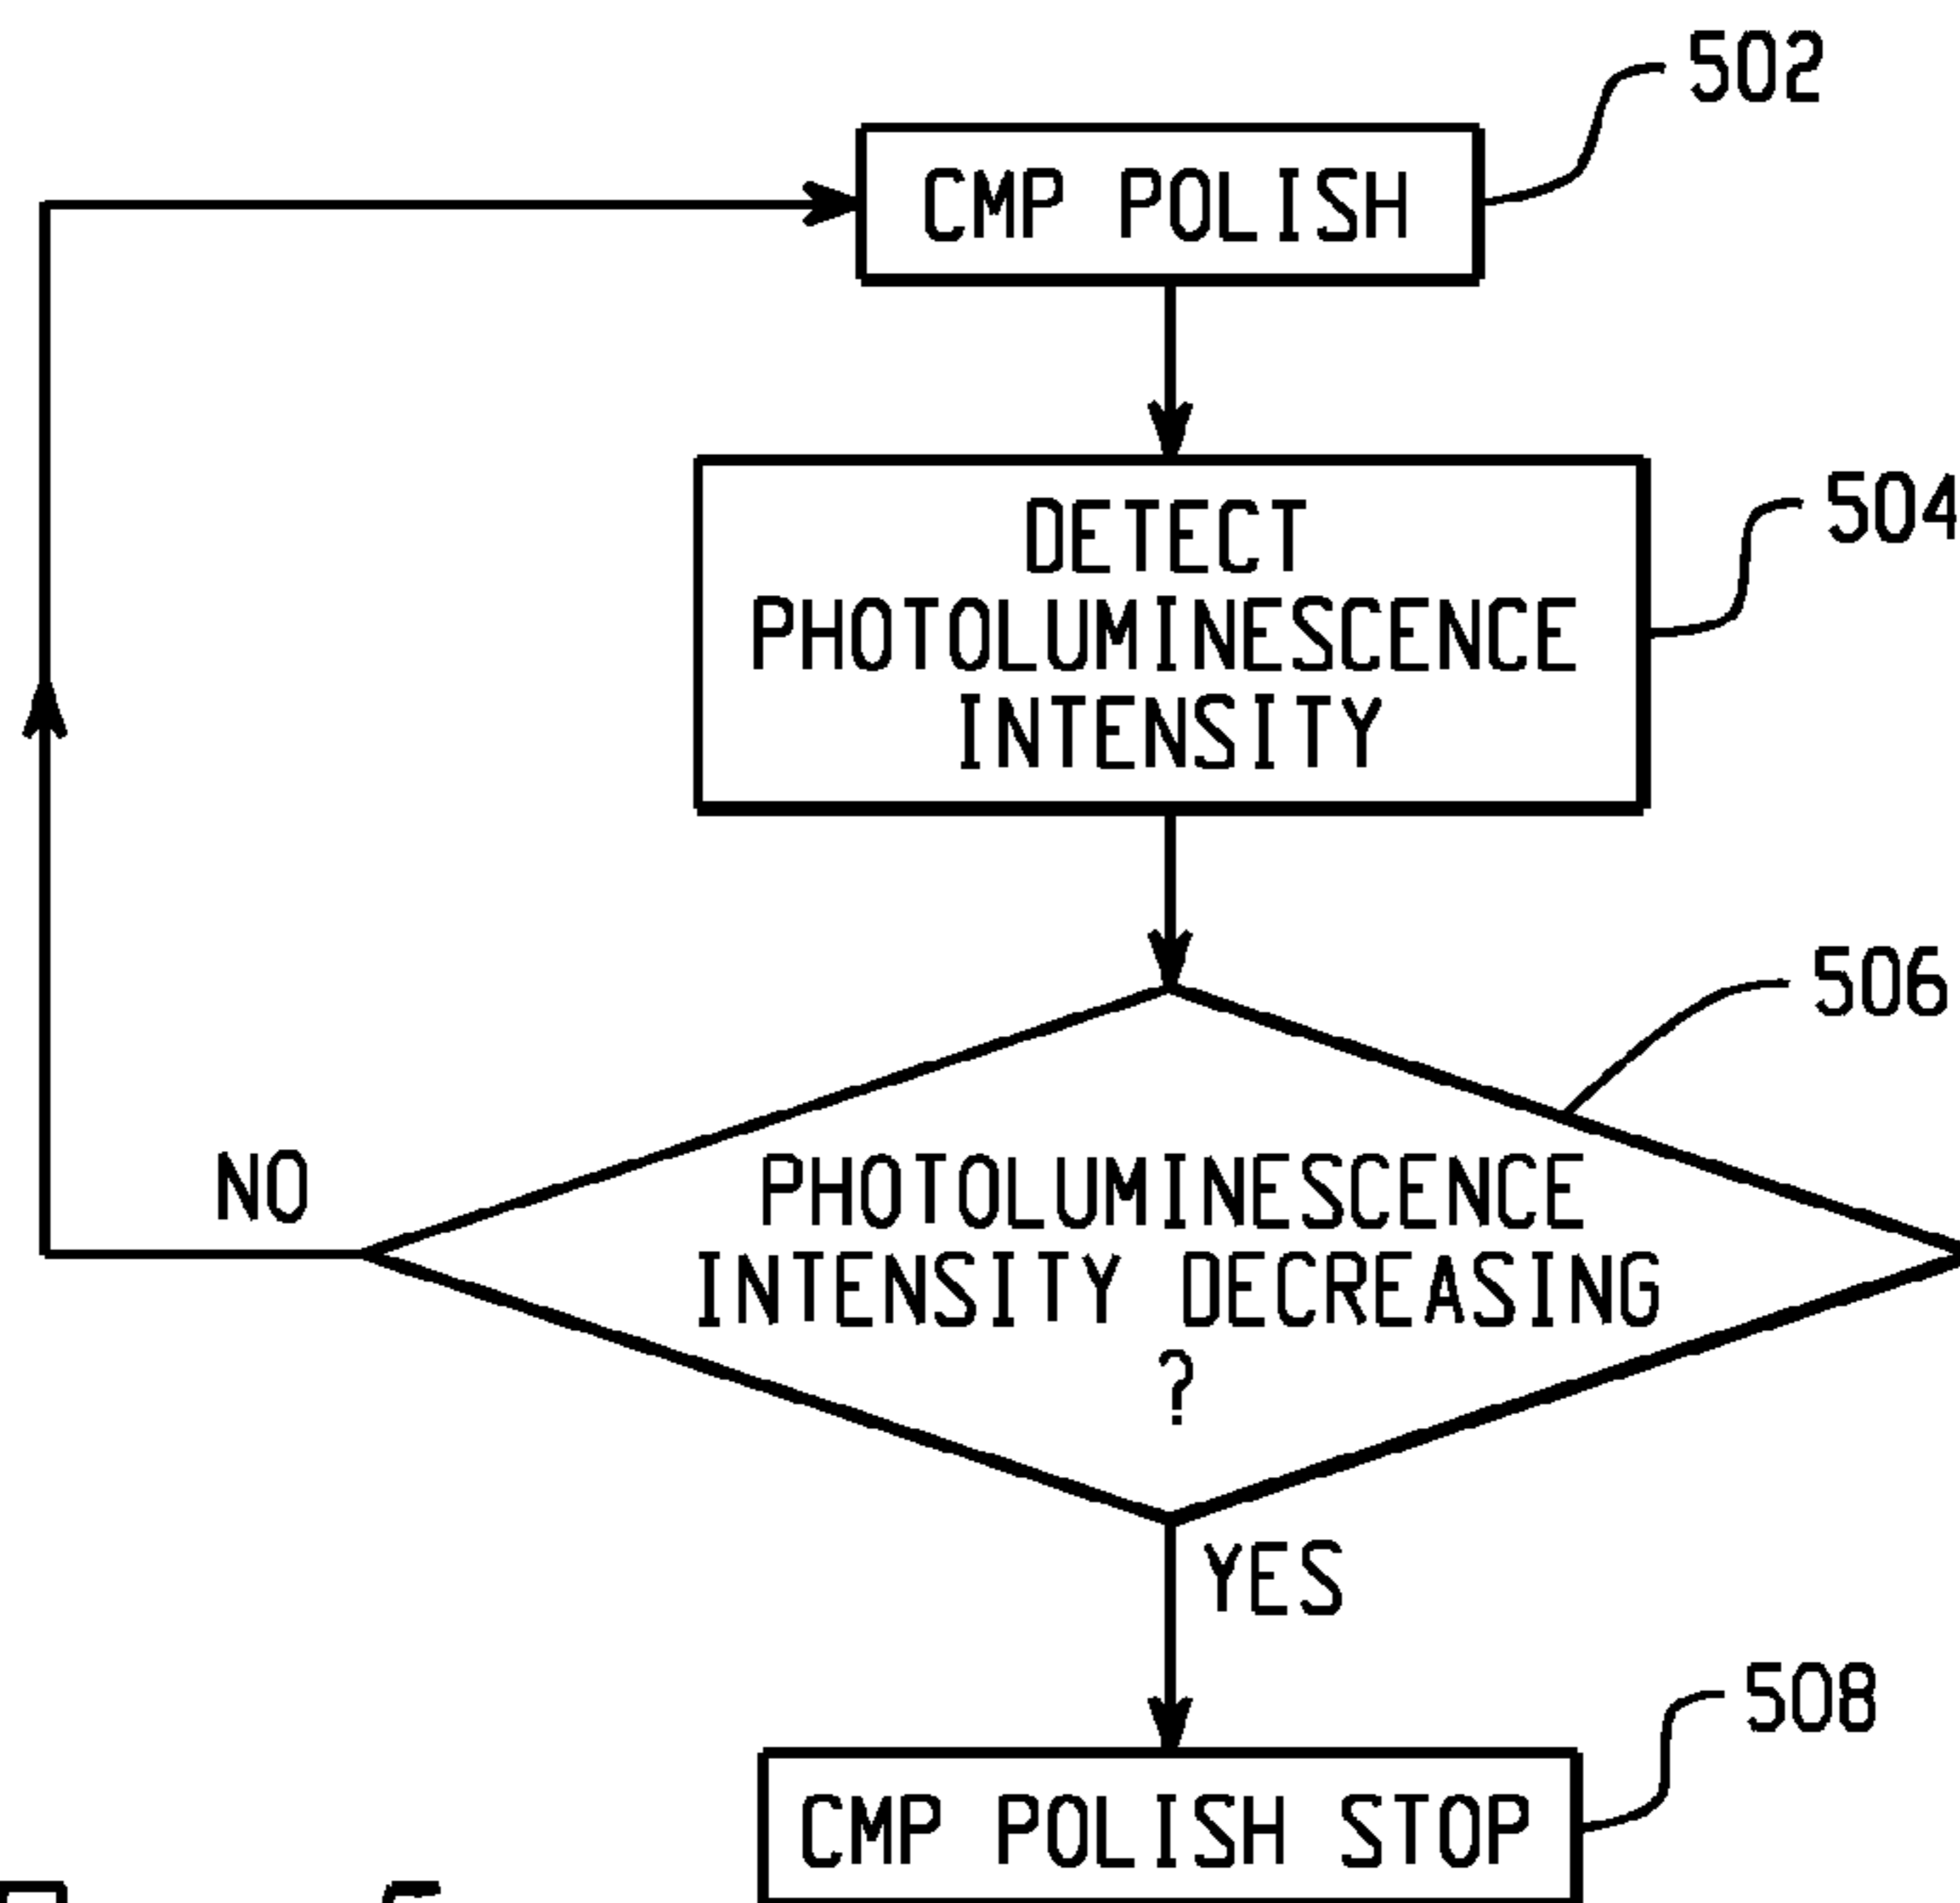 502
CMP POLISH
504
DETECT
PHOTOLUMINESCENCE
INTENSITY
506
NO
PHOTOLUMINESCENCE
INTENSITY DECREASING
?
YES
508
CMP POLISH STOP